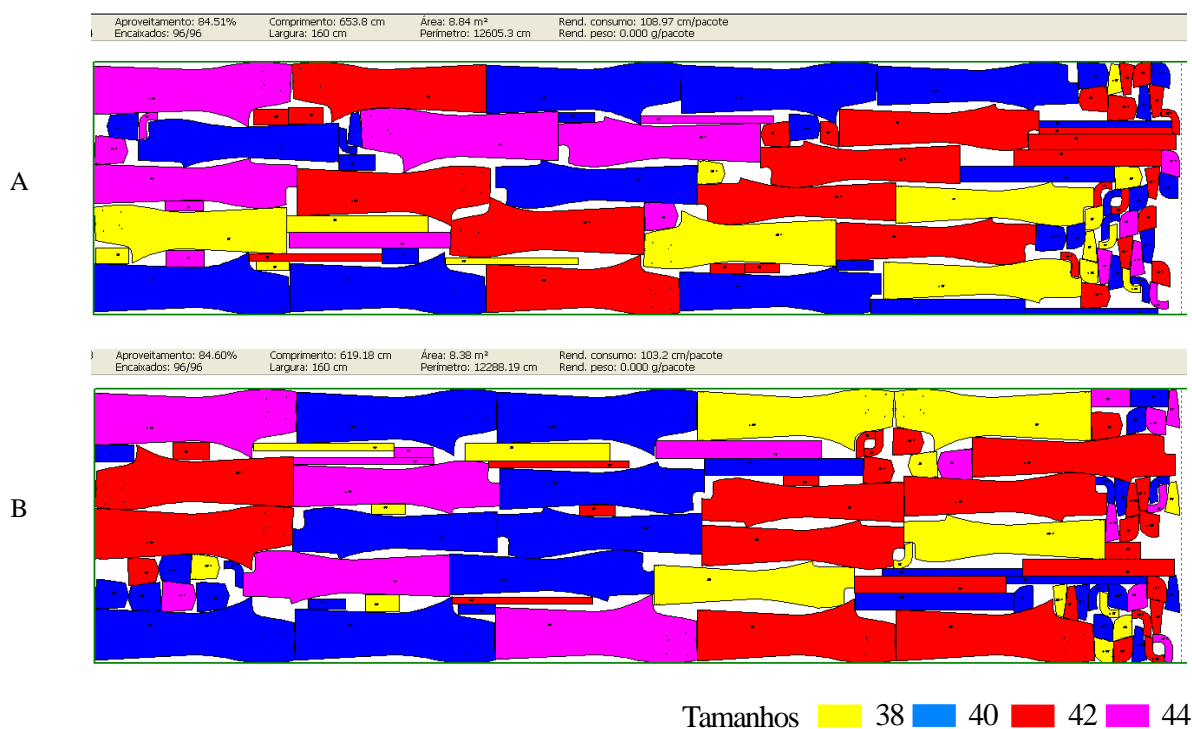 Aproveitamento: 84.51% Comprimento: 653.8 cm Área: 8.84 m² Rend. consumo: 108.97 cm/pacote
Encaixados: 96/96 Largura: 160 cm Perímetro: 12605.3 cm Rend. peso: 0.000 g/pacote
A
Aproveitamento: 84.60% Comprimento: 619.18 cm Área: 8.38 m² Rend. consumo: 103.2 cm/pacote
Encaixados: 96/96 Largura: 160 cm Perímetro: 12288.19 cm Rend. peso: 0.000 g/pacote
B
Tamanhos 38 40 42 44